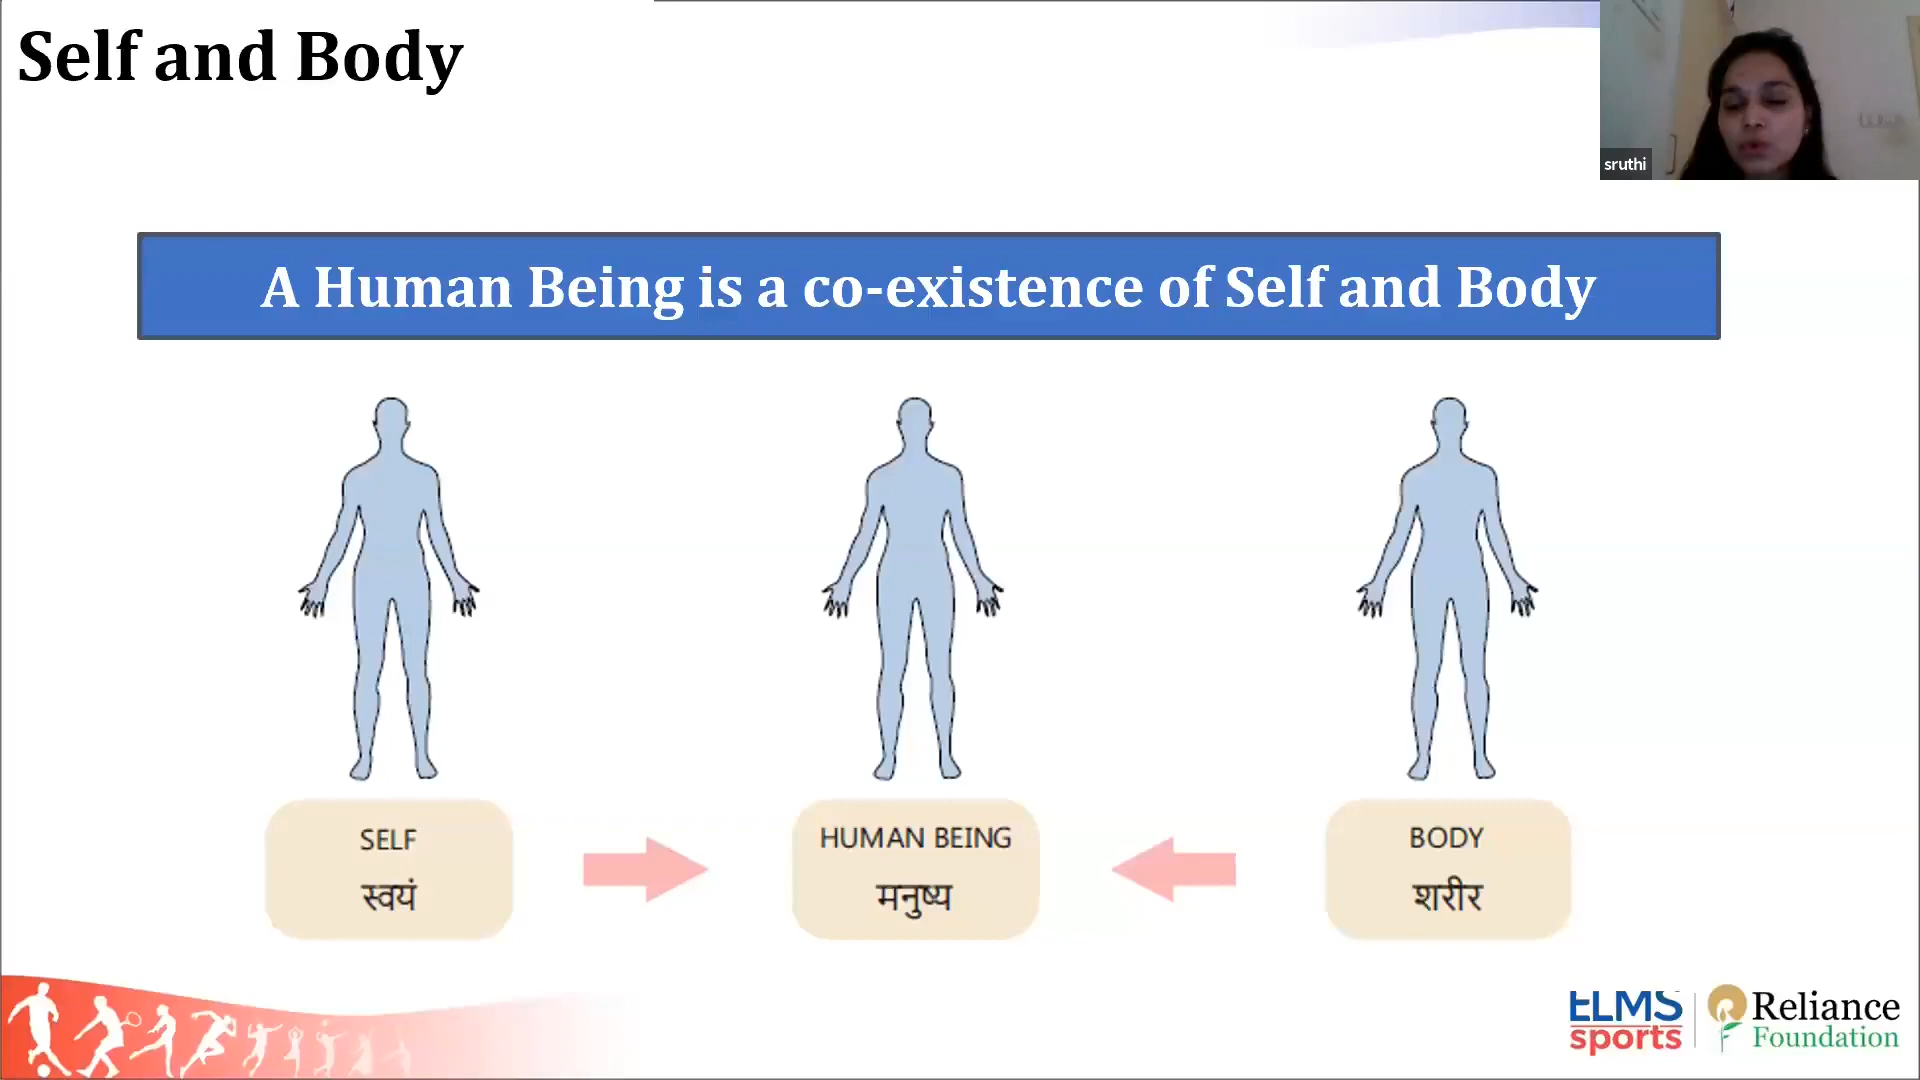 Self and Body
sruthi
A Human Being is a co-existence of Self and Body
SELF
स्वयं
HUMAN BEING
मनुष्य
BODY
शरीर
ELMS
sports
Reliance
Foundation